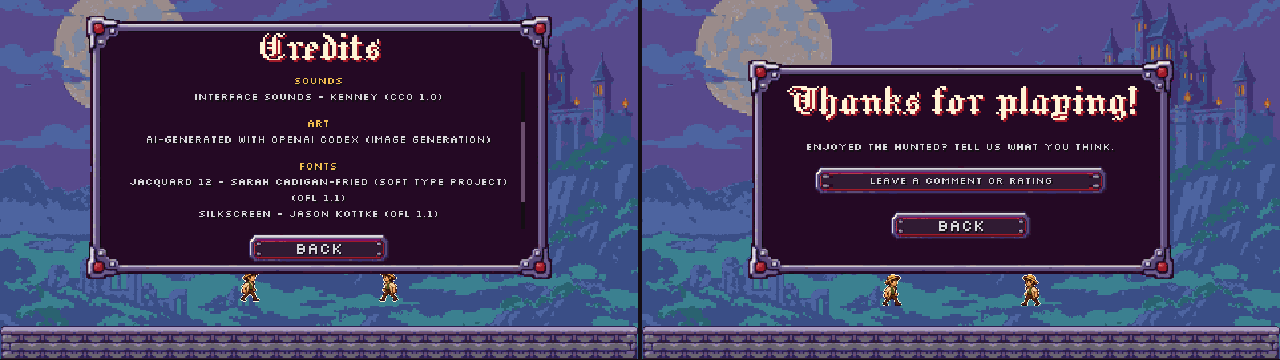 Credits
SOUNDS
INTERFACE SOUNDS - KENNEY (CC0 1.0)
ART
AI-GENERATED WITH OPENAI CODEX (IMAGE GENERATION)
FONTS
JACQUARD 12 - SARAH CADIGAN-FRIED (SOFT TYPE PROJECT)
(OFL 1.1)
SILKSCREEN - JASON KOTTKE (OFL 1.1)
BACK
Thanks for playing!
ENJOYED THE HUNTED? TELL US WHAT YOU THINK.
LEAVE A COMMENT OR RATING
BACK